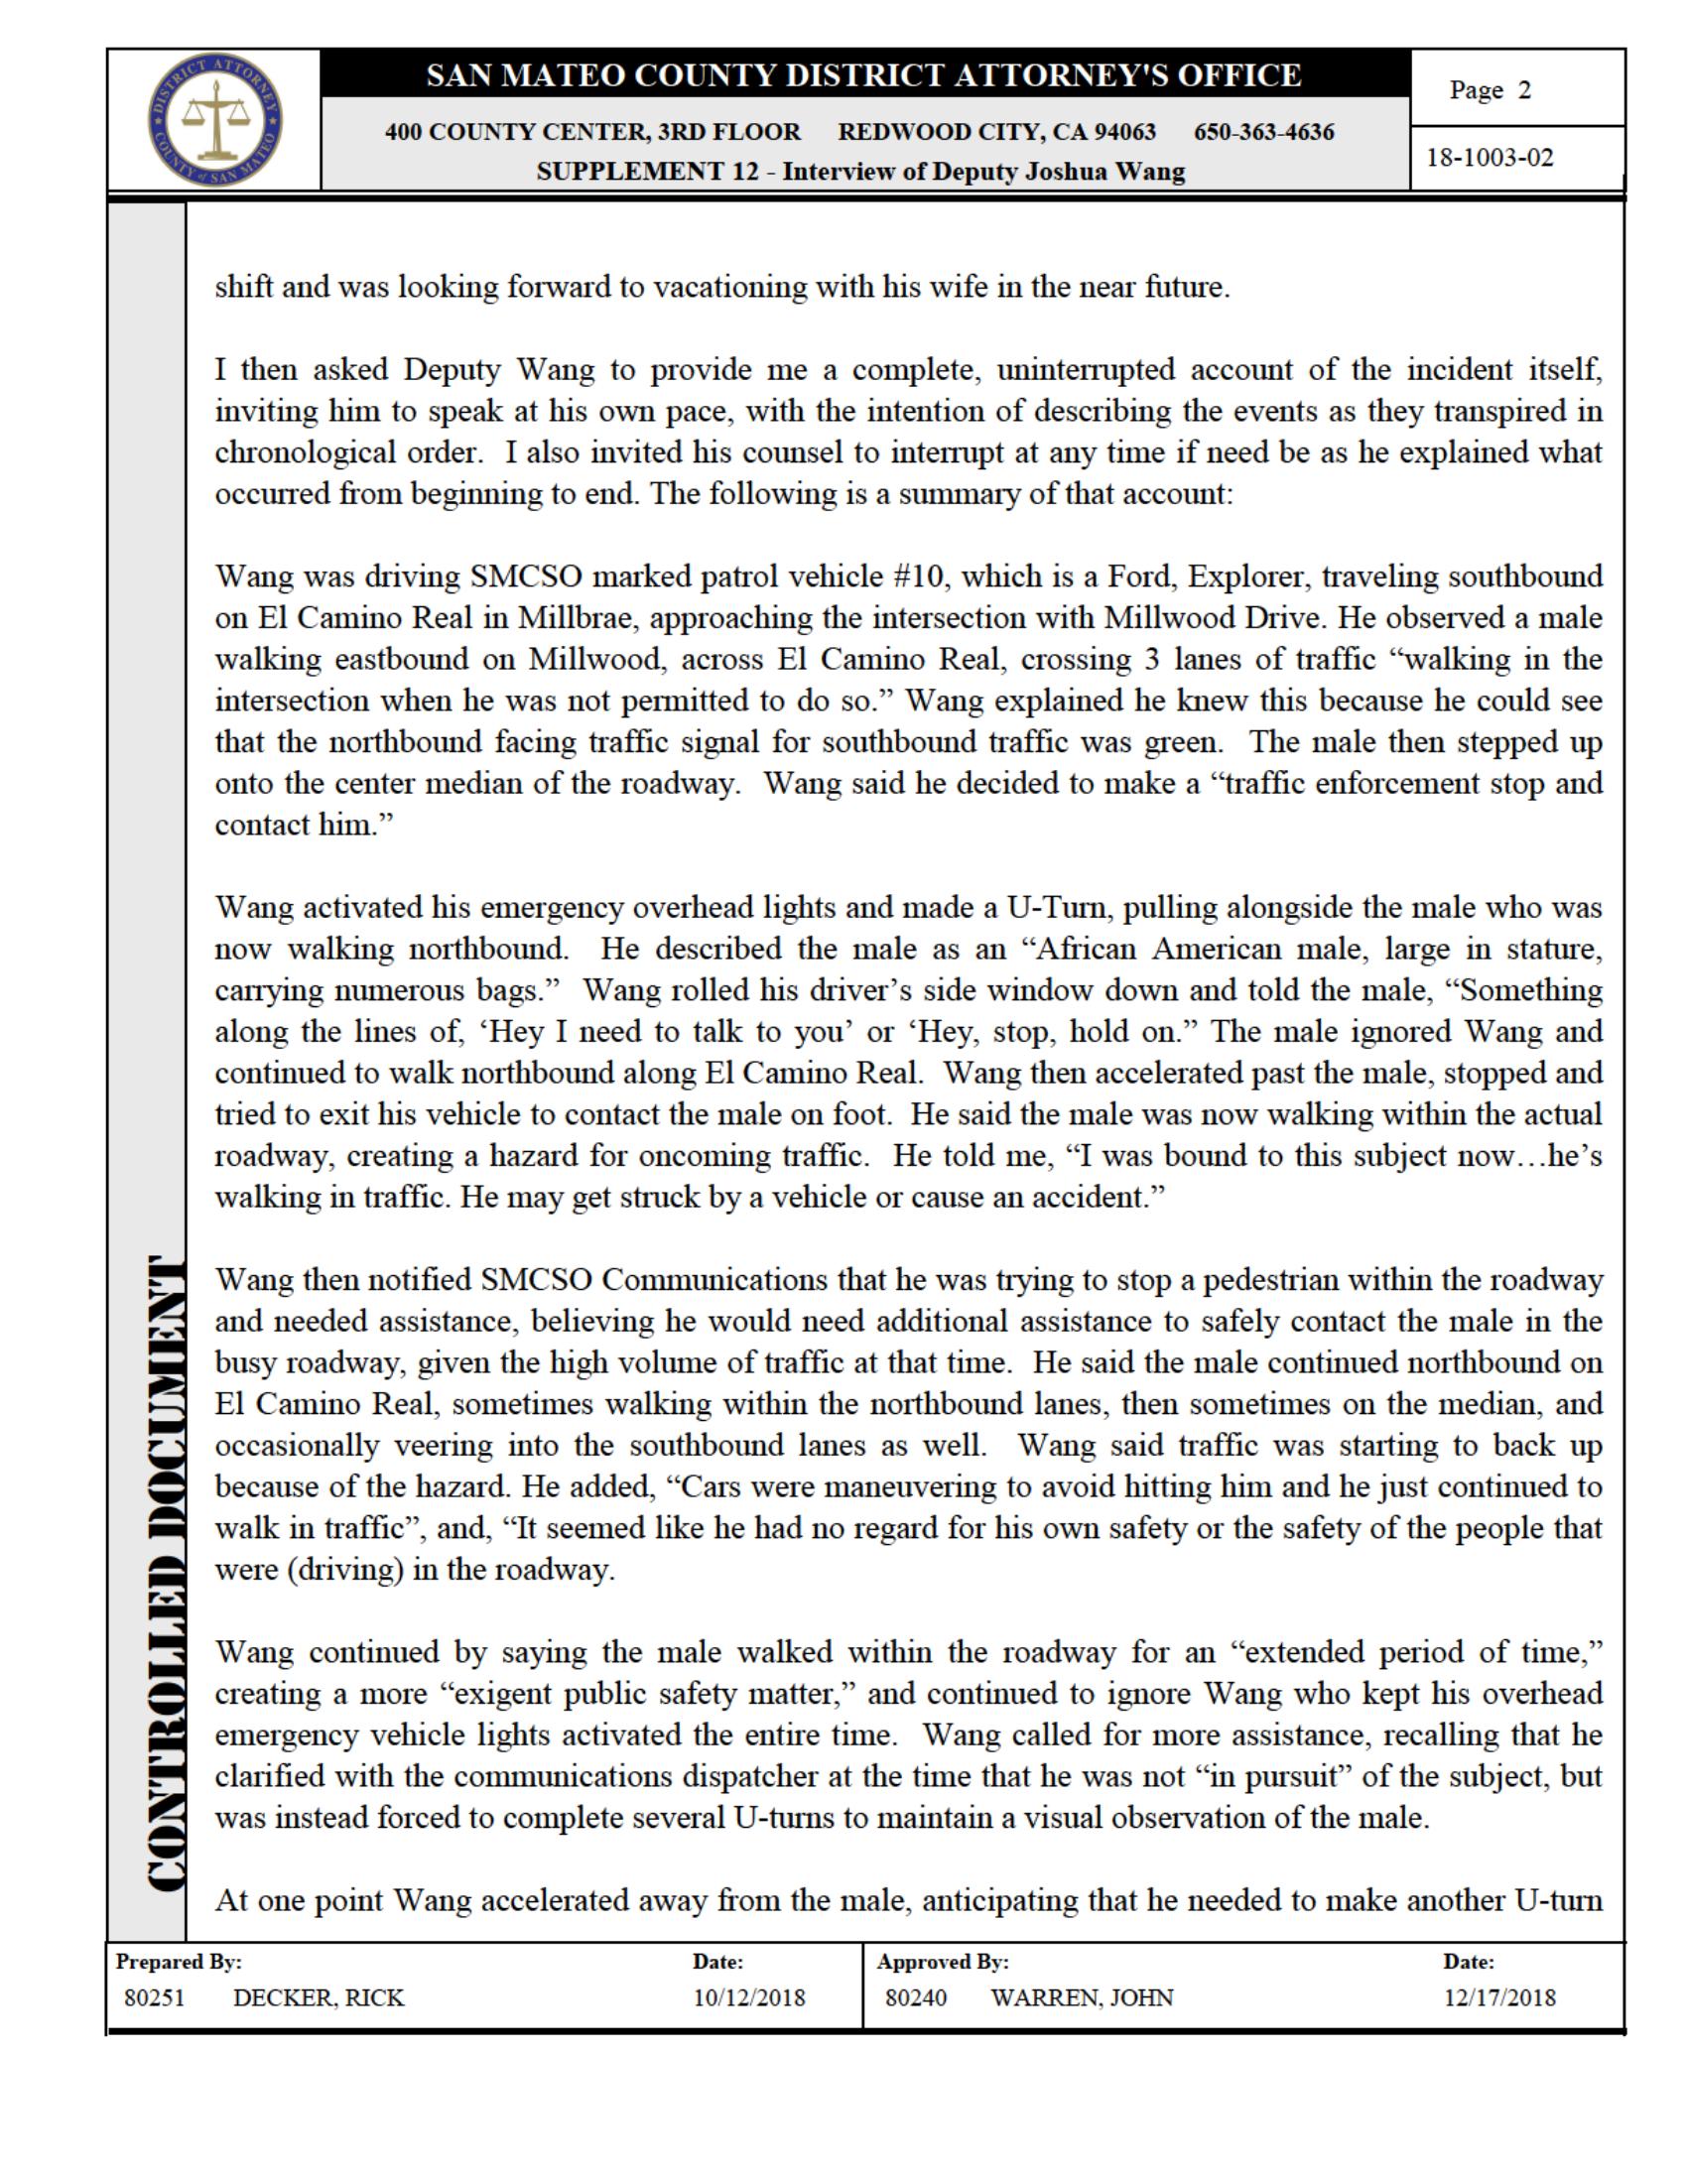 DISTRICT ATTORNEY
COUNTY of SAN MATEO
SAN MATEO COUNTY DISTRICT ATTORNEY'S OFFICE
400 COUNTY CENTER, 3RD FLOOR REDWOOD CITY, CA 94063 650-363-4636
SUPPLEMENT 12 - Interview of Deputy Joshua Wang
Page 2
18-1003-02
shift and was looking forward to vacationing with his wife in the near future.
I then asked Deputy Wang to provide me a complete, uninterrupted account of the incident itself,
inviting him to speak at his own pace, with the intention of describing the events as they transpired in
chronological order. I also invited his counsel to interrupt at any time if need be as he explained what
occurred from beginning to end. The following is a summary of that account:
Wang was driving SMCSO marked patrol vehicle #10, which is a Ford, Explorer, traveling southbound
on El Camino Real in Millbrae, approaching the intersection with Millwood Drive. He observed a male
walking eastbound on Millwood, across El Camino Real, crossing 3 lanes of traffic “walking in the
intersection when he was not permitted to do so.” Wang explained he knew this because he could see
that the northbound facing traffic signal for southbound traffic was green. The male then stepped up
onto the center median of the roadway. Wang said he decided to make a “traffic enforcement stop and
contact him.”
Wang activated his emergency overhead lights and made a U-Turn, pulling alongside the male who was
now walking northbound. He described the male as an “African American male, large in stature,
carrying numerous bags.” Wang rolled his driver’s side window down and told the male, “Something
along the lines of, ‘Hey I need to talk to you’ or ‘Hey, stop, hold on.” The male ignored Wang and
continued to walk northbound along El Camino Real. Wang then accelerated past the male, stopped and
tried to exit his vehicle to contact the male on foot. He said the male was now walking within the actual
roadway, creating a hazard for oncoming traffic. He told me, “I was bound to this subject now…he’s
walking in traffic. He may get struck by a vehicle or cause an accident.”
Wang then notified SMCSO Communications that he was trying to stop a pedestrian within the roadway
and needed assistance, believing he would need additional assistance to safely contact the male in the
busy roadway, given the high volume of traffic at that time. He said the male continued northbound on
El Camino Real, sometimes walking within the northbound lanes, then sometimes on the median, and
occasionally veering into the southbound lanes as well. Wang said traffic was starting to back up
because of the hazard. He added, “Cars were maneuvering to avoid hitting him and he just continued to
walk in traffic”, and, “It seemed like he had no regard for his own safety or the safety of the people that
were (driving) in the roadway.
Wang continued by saying the male walked within the roadway for an “extended period of time,”
creating a more “exigent public safety matter,” and continued to ignore Wang who kept his overhead
emergency vehicle lights activated the entire time. Wang called for more assistance, recalling that he
clarified with the communications dispatcher at the time that he was not “in pursuit” of the subject, but
was instead forced to complete several U-turns to maintain a visual observation of the male.
At one point Wang accelerated away from the male, anticipating that he needed to make another U-turn
CONTROLLED DOCUMENT
Prepared By: Date: Approved By: Date:
80251 DECKER, RICK 10/12/2018 80240 WARREN, JOHN 12/17/2018